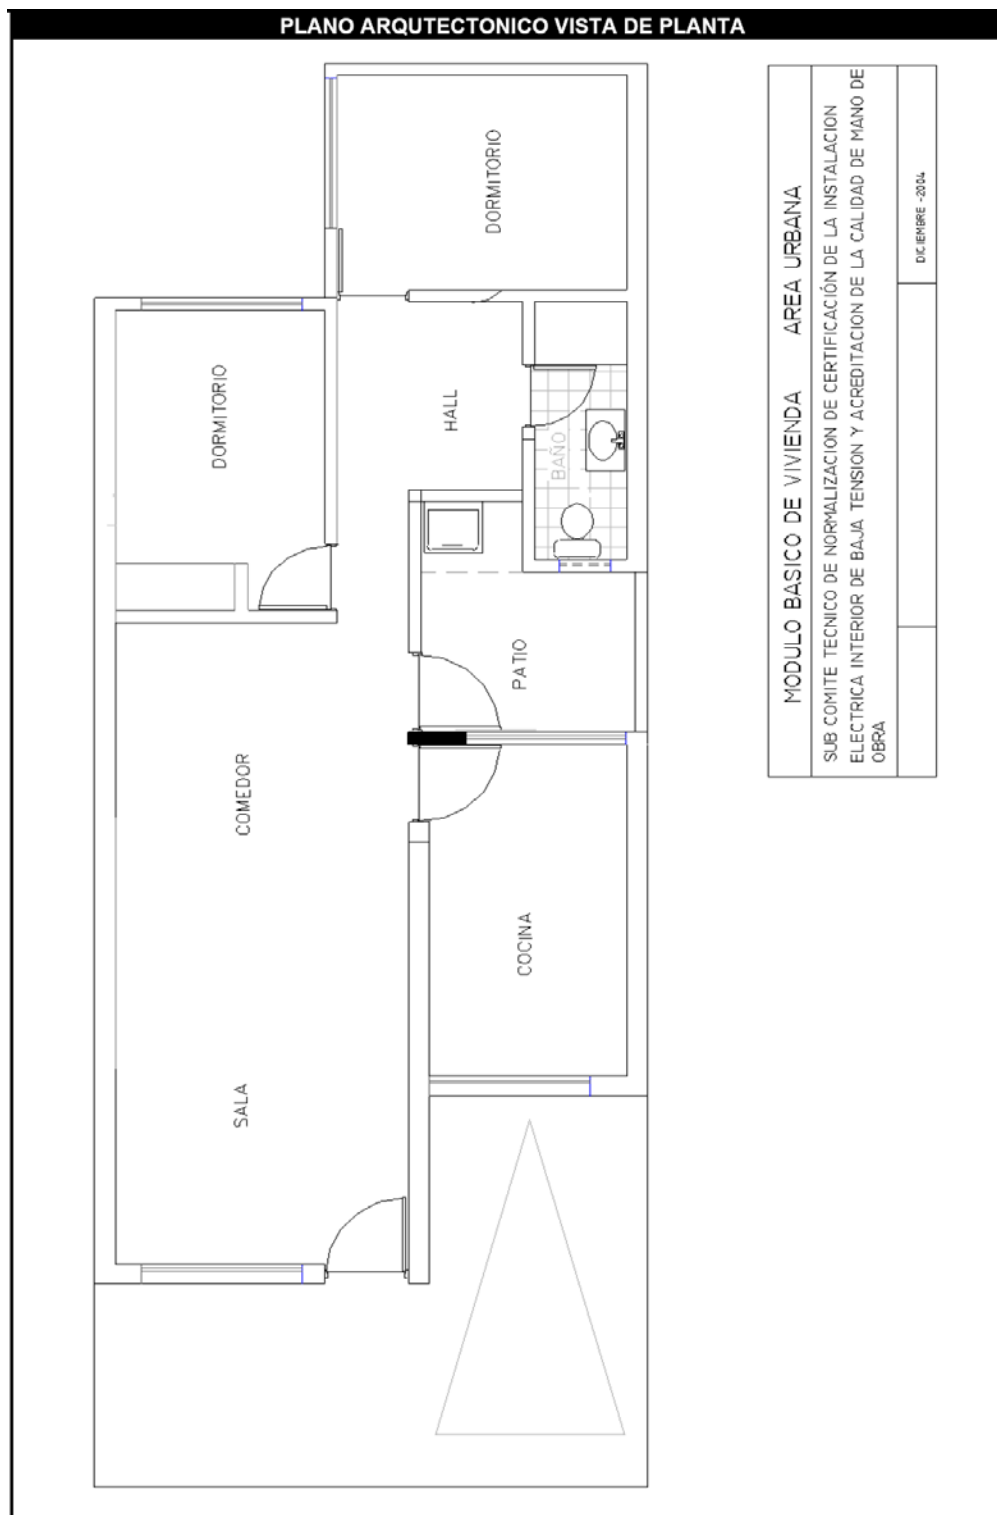 PLANO ARQUTECTONICO VISTA DE PLANTA
DORMITORIO
DORMITORIO
HALL
BAÑO
PATIO
COMEDOR
COCINA
SALA
MODULO BASICO DE VIVIENDA AREA URBANA
SUB COMITE TECNICO DE NORMALIZACION DE CERTIFICACIÓN DE LA INSTALACION
ELECTRICA INTERIOR DE BAJA TENSION Y ACREDITACION DE LA CALIDAD DE MANO DE
OBRA
DICIEMBRE -2004